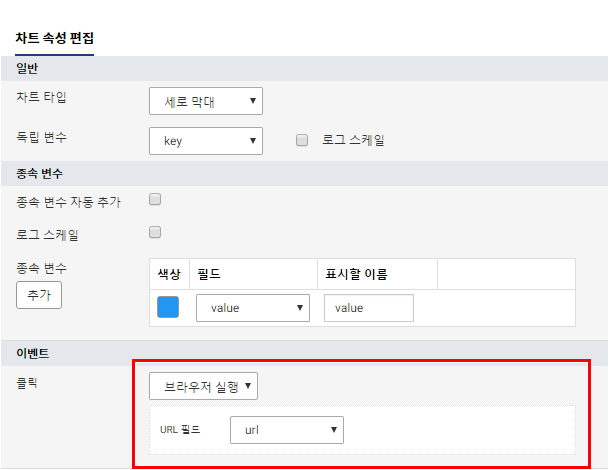 차트 속성 편집
일반
차트 타입 세로 막대
독립 변수 key 로그 스케일
종속 변수
종속 변수 자동 추가
로그 스케일
종속 변수
추가
색상 필드 표시할 이름
value value
이벤트
클릭 브라우저 실행
URL 필드 url